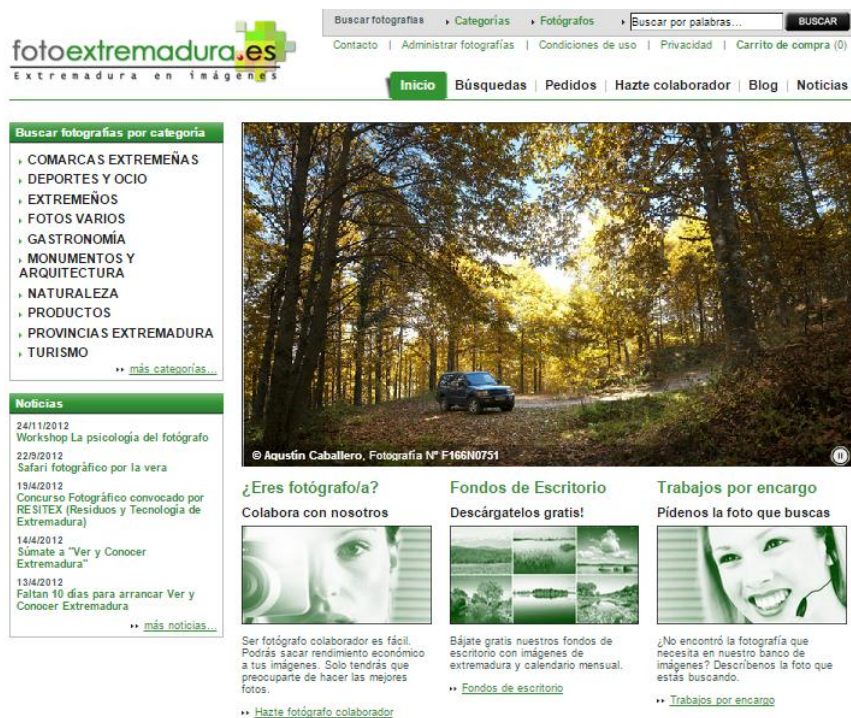 fotoextremadura.es
Extremadura en imágenes
Buscar fotografías
Categorías
Fotógrafos
Buscar por palabras...
BUSCAR
Contacto | Administrar fotografías | Condiciones de uso | Privacidad | Carrito de compra (0)
Inicio
Búsquedas | Pedidos | Hazte colaborador | Blog | Noticias
Buscar fotografías por categoría
COMARCAS EXTREMEÑAS
DEPORTES Y OCIO
EXTREMEÑOS
FOTOS VARIOS
GASTRONOMÍA
MONUMENTOS Y
ARQUITECTURA
NATURALEZA
PRODUCTOS
PROVINCIAS EXTREMADURA
TURISMO
más categorías...
Noticias
24/11/2012
Workshop La psicología del fotógrafo
22/9/2012
Safari fotográfico por la vera
19/4/2012
Concurso Fotográfico convocado por
RESITEX (Residuos y Tecnología de
Extremadura)
14/4/2012
Súmate a "Ver y Conocer
Extremadura"
13/4/2012
Faltan 10 días para arrancar Ver y
Conocer Extremadura
más noticias...
© Agustín Caballero, Fotografía Nº F166N0751
¿Eres fotógrafo/a?
Colabora con nosotros
Ser fotógrafo colaborador es fácil.
Podrás sacar rendimiento económico
a tus imágenes. Solo tendrás que
preocuparte de hacer las mejores
fotos.
Hazte fotógrafo colaborador
Fondos de Escritorio
Descárgatelos gratis!
Bájate gratis nuestros fondos de
escritorio con imágenes de
extremadura y calendario mensual.
Fondos de escritorio
Trabajos por encargo
Pídenos la foto que buscas
¿No encontró la fotografía que
necesita en nuestro banco de
imágenes? Descríbenos la foto que
estás buscando.
Trabajos por encargo